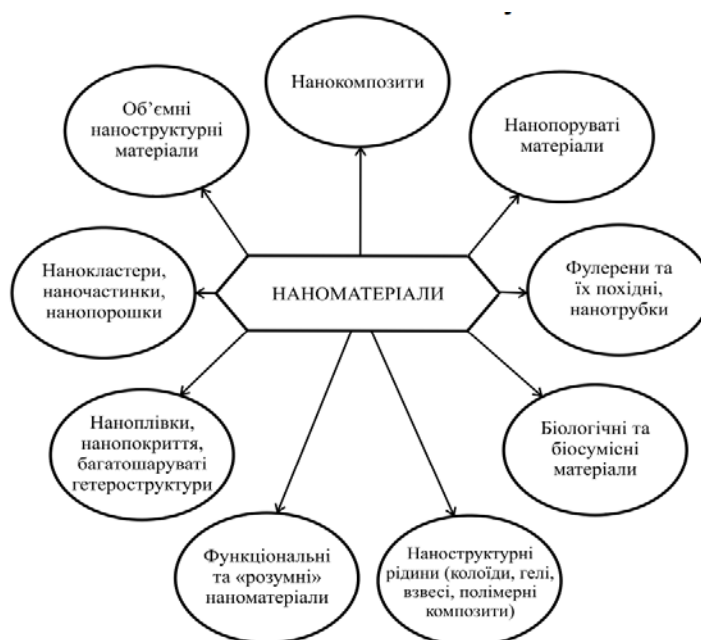 Нанокомпозити
Об’ємні
наноструктурні
матеріали
Нанопоруваті
матеріали
Нанокластери,
наночастинки,
нанопорошки
НАНОМАТЕРІАЛИ
Фулерени та
їх похідні,
нанотрубки
Наноплівки,
нанопокриття,
багатошаруваті
гетероструктури
Біологічні та
біосумісні
матеріали
Функціональні
та «розумні»
наноматеріали
Наноструктурні
рідини (колоїди, гелі,
взвесі, полімерні
композити)